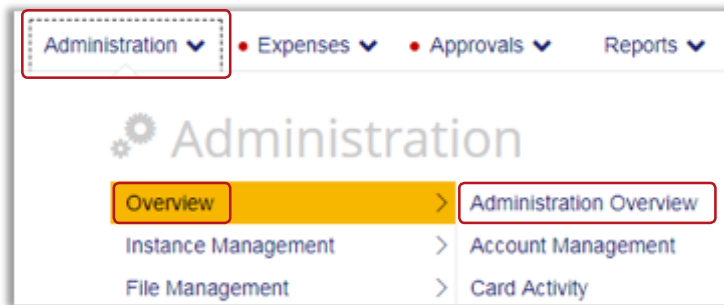 Administration • Expenses • Approvals Reports
Administration
Overview > Administration Overview
Instance Management > Account Management
File Management > Card Activity